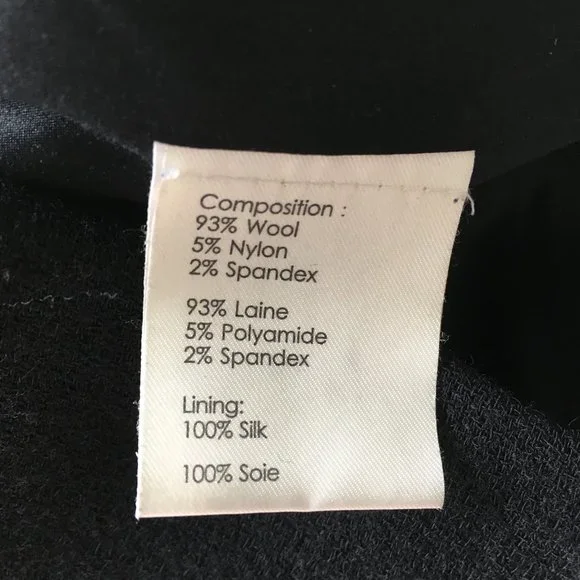 Composition :
93% Wool
5% Nylon
2% Spandex
93% Laine
5% Polyamide
2% Spandex
Lining:
100% Silk
100% Soie